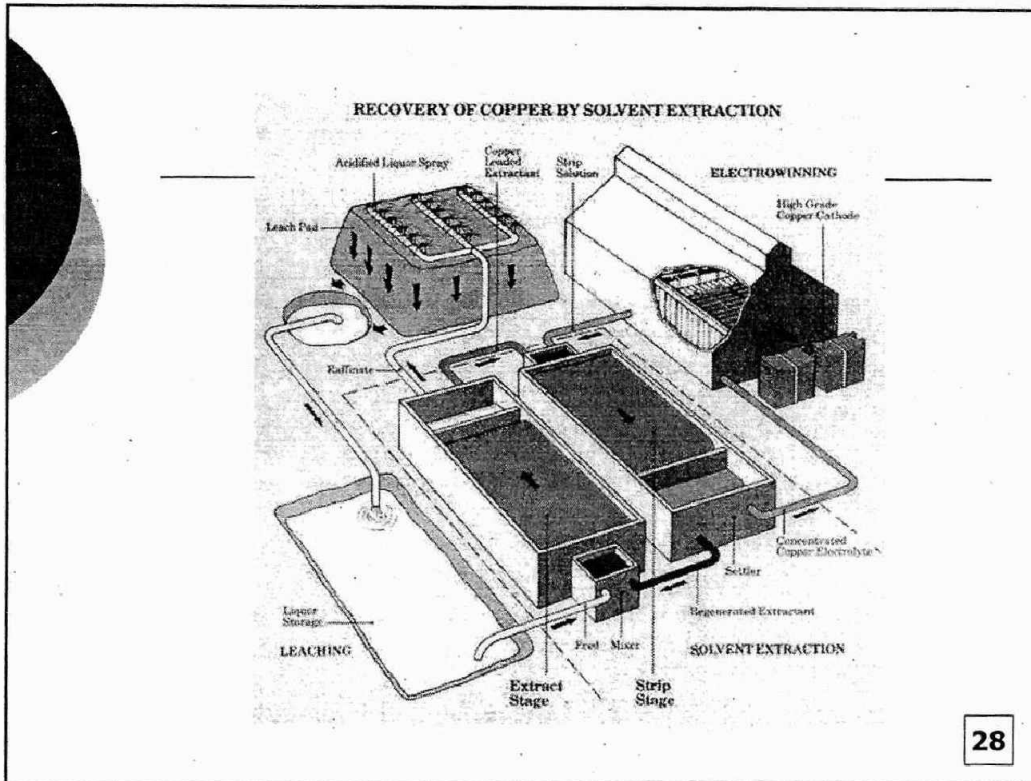 RECOVERY OF COPPER BY SOLVENT EXTRACTION
Acidified Liquor Spray
Copper
Loaded
Extractant
Strip
Solution
ELECTROWINNING
High Grade
Copper Cathode
Leach Pad
Raffinate
Concentrated
Copper Electrolyte
Settler
Regenerated Extractant
Liquor
Storage
Feed
Mixer
LEACHING
SOLVENT EXTRACTION
Extract
Stage
Strip
Stage
28